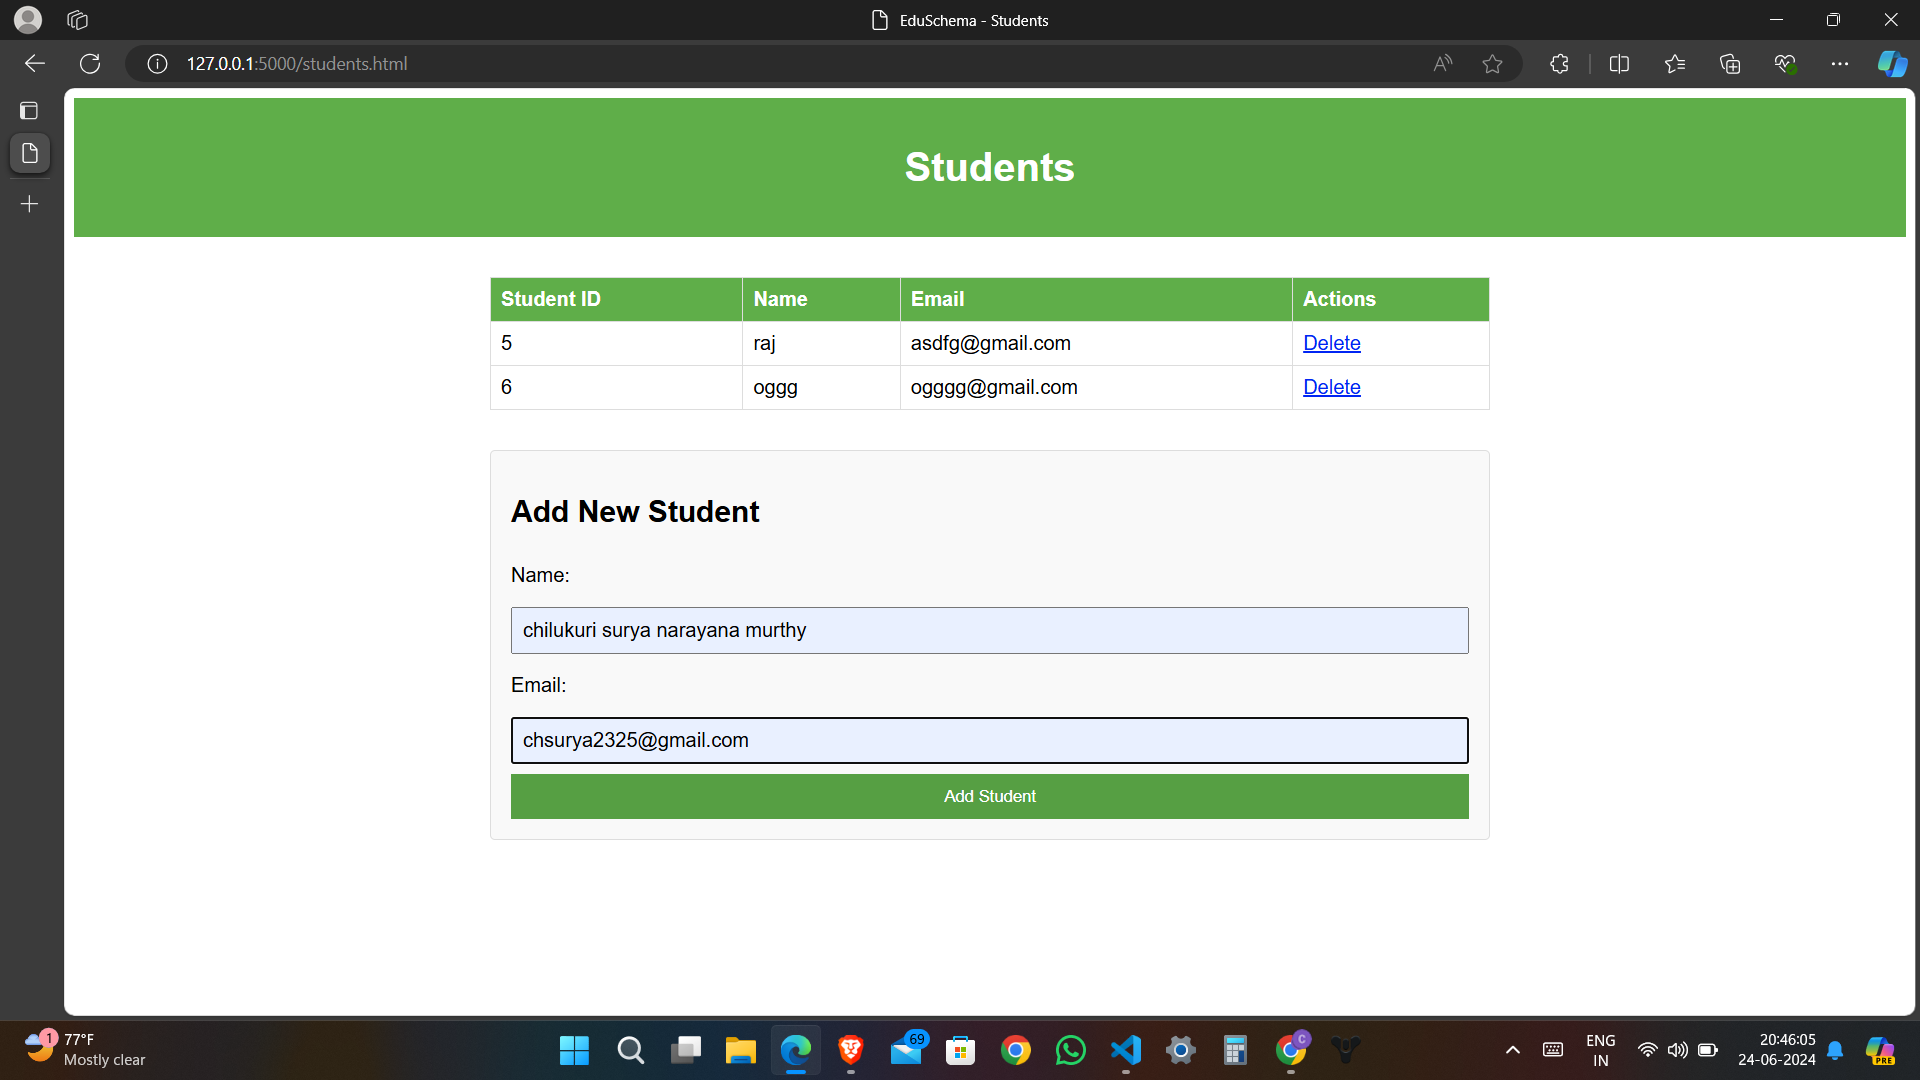 EduSchema - Students
127.0.0.1:5000/students.html
Students
Student ID Name Email Actions
5 raj asdfg@gmail.com Delete
6 oggg ogggg@gmail.com Delete
Add New Student
Name:
chilukuri surya narayana murthy
Email:
chsurya2325@gmail.com
Add Student
1 77°F
Mostly clear
69
C
ENG
IN
20:46:05
24-06-2024
PRE